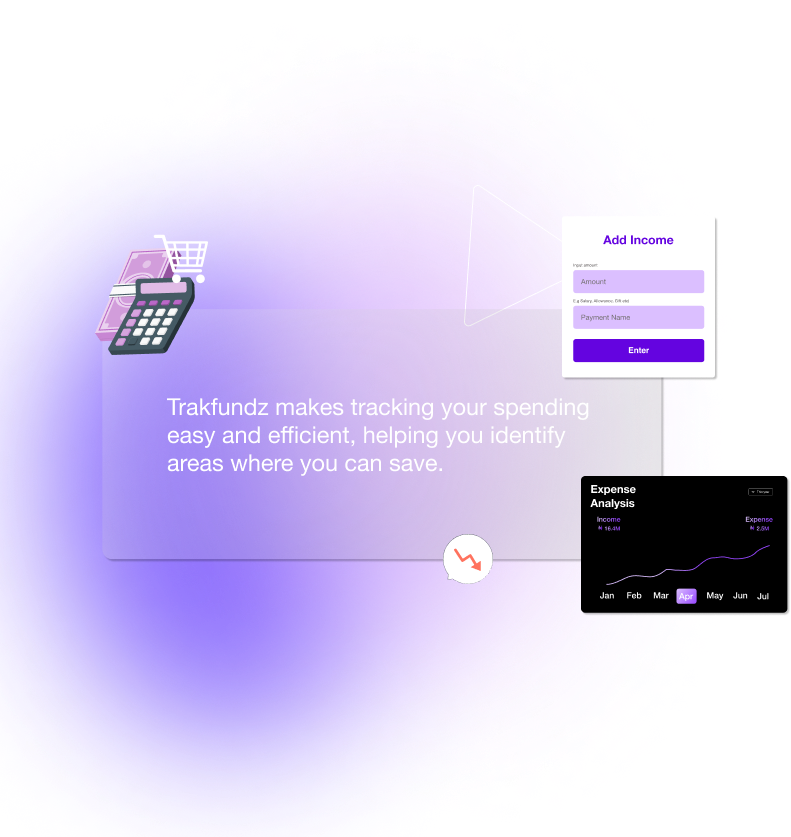 Add Income
Input amount
Amount
E.g Salary, Allowance, Gift etc)
Payment Name
Enter
Trakfundz makes tracking your spending
easy and efficient, helping you identify
areas where you can save.
Expense
Analysis
Income
16.4M
Expense
2.5M
Jan Feb Mar Apr May Jun Jul